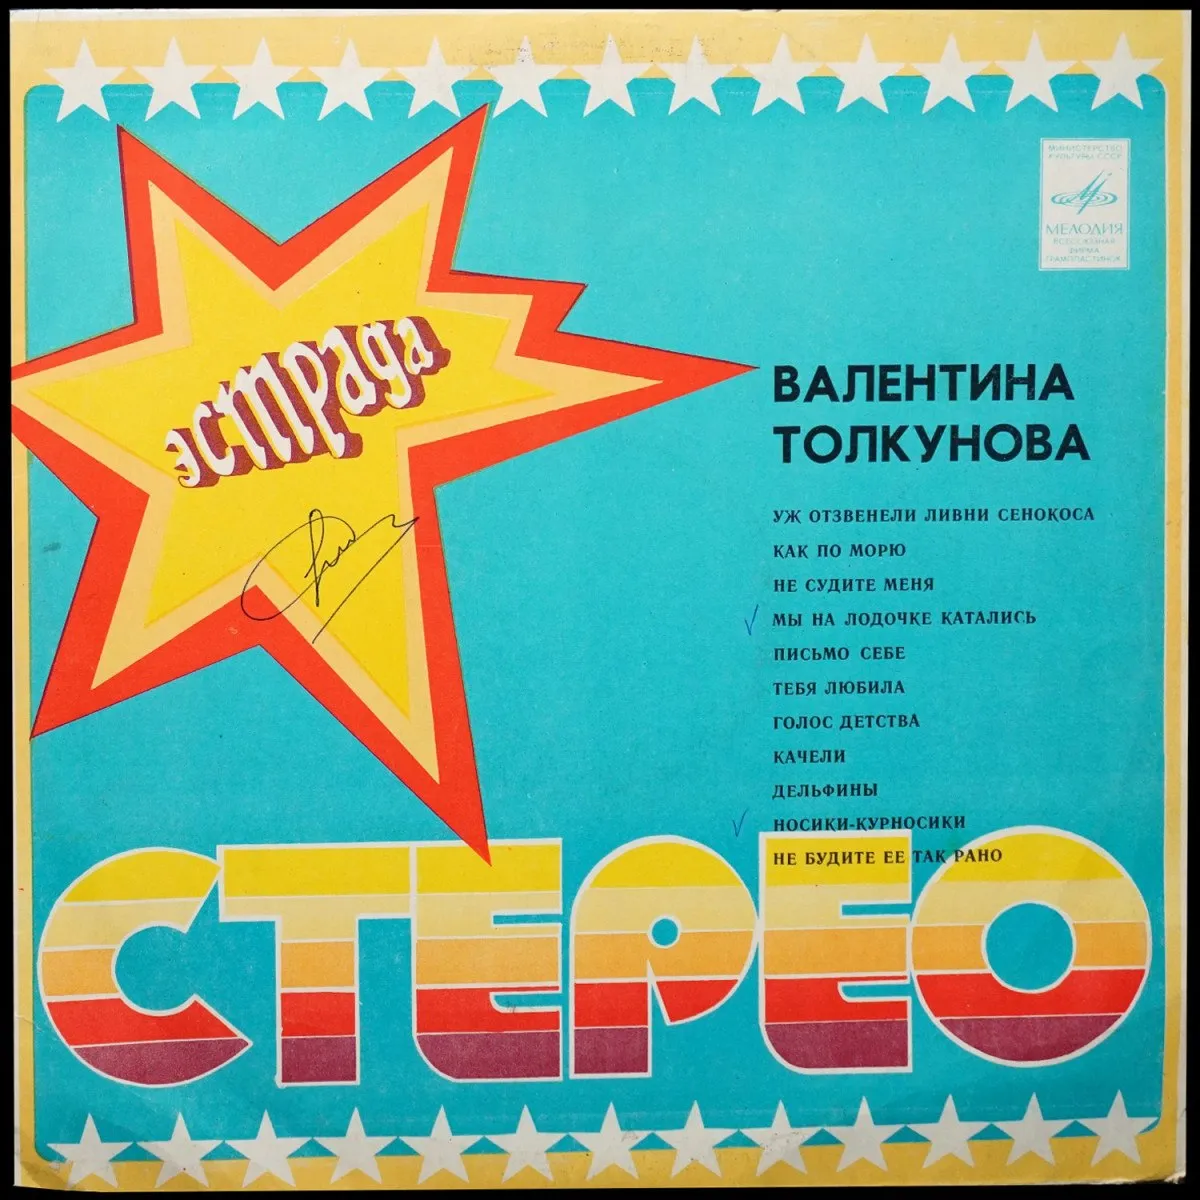 МИНИСТЕРСТВО
КУЛЬТУРЫ СССР
МЕЛОДИЯ
ВСЕСОЮЗНАЯ
ФИРМА
ГРАМПЛАСТИНОК
эстрада
ВАЛЕНТИНА
ТОЛКУНОВА
УЖ ОТЗВЕНЕЛИ ЛИВНИ СЕНОКОСА
КАК ПО МОРЮ
НЕ СУДИТЕ МЕНЯ
МЫ НА ЛОДОЧКЕ КАТАЛИСЬ
ПИСЬМО СЕБЕ
ТЕБЯ ЛЮБИЛА
ГОЛОС ДЕТСТВА
КАЧЕЛИ
ДЕЛЬФИНЫ
НОСИКИ-КУРНОСИКИ
НЕ БУДИТЕ ЕЕ ТАК РАНО
СТЕРЕО